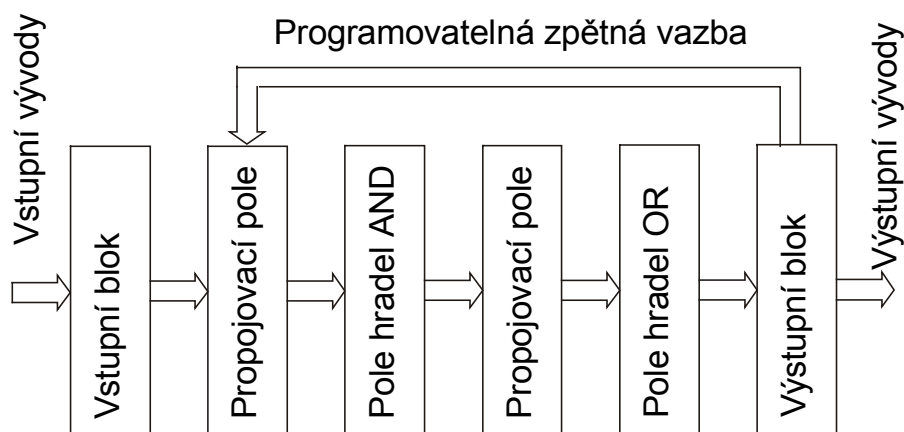 Programovatelná zpětná vazba
Vstupní vývody
Vstupní blok
Propojovací pole
Pole hradel AND
Propojovací pole
Pole hradel OR
Výstupní blok
Výstupní vývody